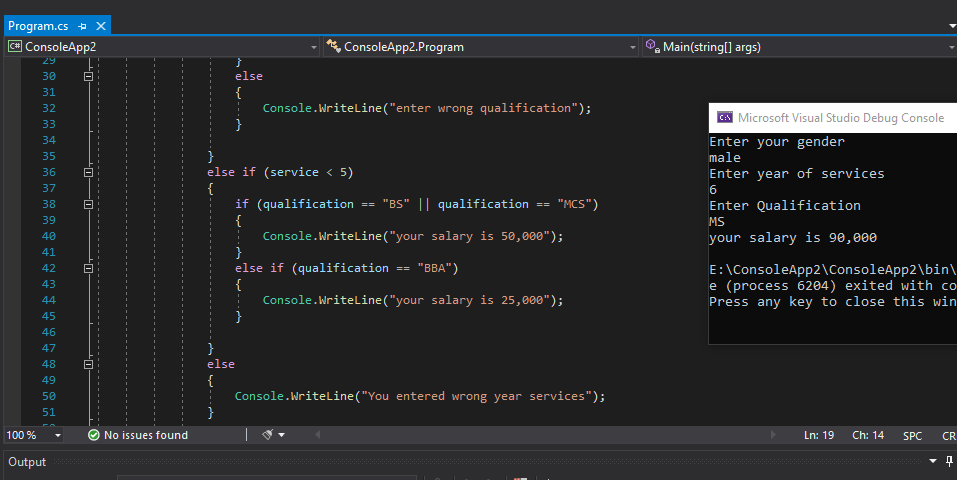 Program.cs
C# ConsoleApp2
ConsoleApp2.Program
Main(string[] args)
29 }
30 else
31 {
32 Console.WriteLine("enter wrong qualification");
33 }
34
35 }
36 else if (service < 5)
37 {
38 if (qualification == "BS" || qualification == "MCS")
39 {
40 Console.WriteLine("your salary is 50,000");
41 }
42 else if (qualification == "BBA")
43 {
44 Console.WriteLine("your salary is 25,000");
45 }
46
47 }
48 else
49 {
50 Console.WriteLine("You entered wrong year services");
51 }
C:\ Microsoft Visual Studio Debug Console
Enter your gender
male
Enter year of services
6
Enter Qualification
MS
your salary is 90,000
E:\ConsoleApp2\ConsoleApp2\bin\
e (process 6204) exited with co
Press any key to close this win
100 %
No issues found
Ln: 19 Ch: 14 SPC CR
Output